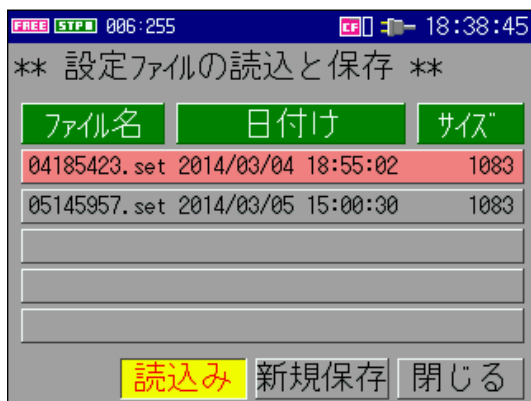 FREE STP 006:255 CF 18:38:45
** 設定ファイルの読込と保存 **
ファイル名 日付け サイズ
04185423.set 2014/03/04 18:55:02 1083
05145957.set 2014/03/05 15:00:30 1083
読込み 新規保存 閉じる